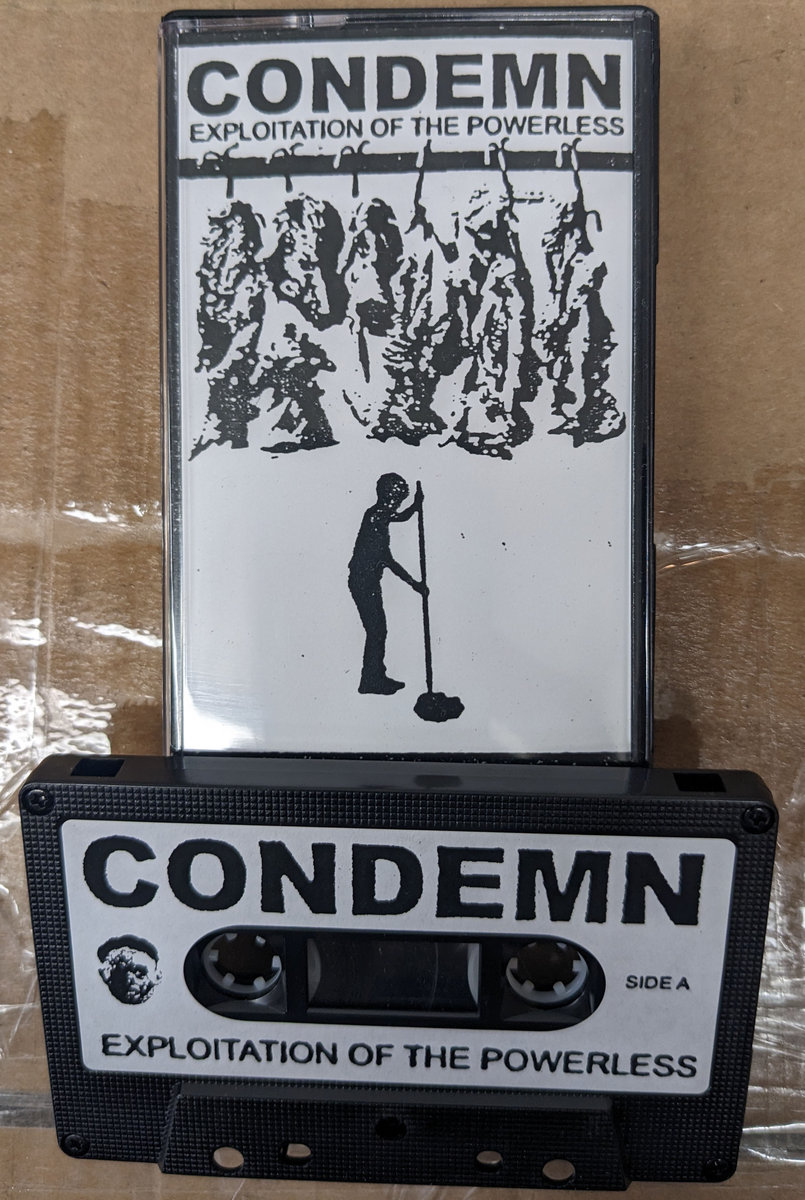 CONDEMN
EXPLOITATION OF THE POWERLESS
CONDEMN
SIDE A
EXPLOITATION OF THE POWERLESS